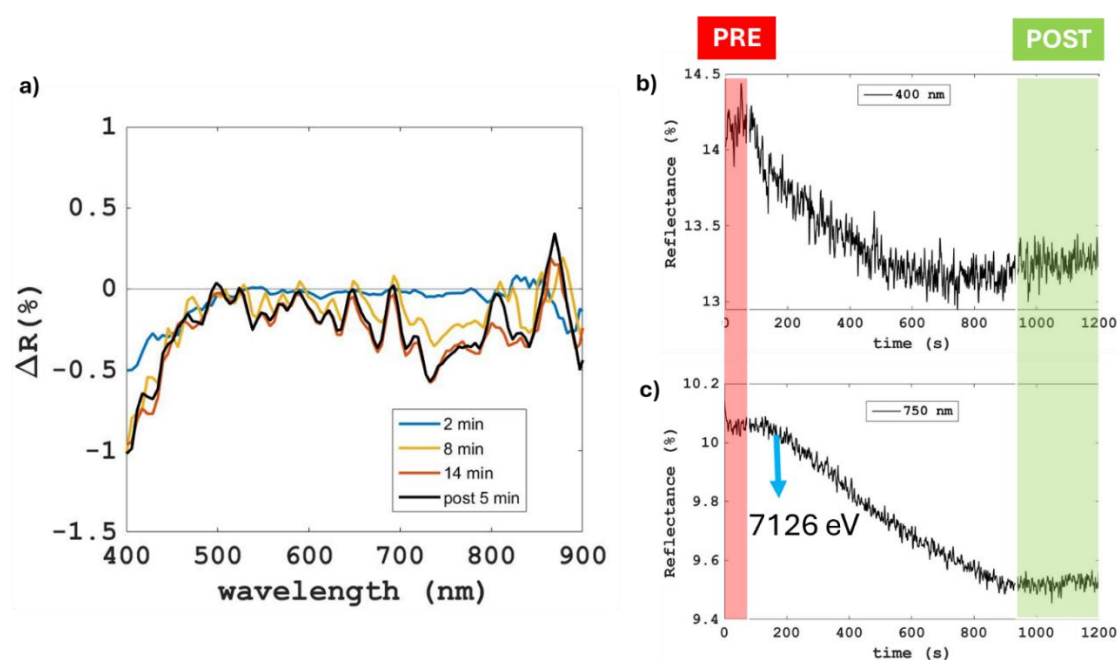 PRE
POST
a)
1
0.5
0
-0.5
-1
-1.5
ΔR(%)
2 min
8 min
14 min
post 5 min
400 500 600 700 800 900
wavelength (nm)
b)
14.5
14
13.5
13
Reflectance (%)
400 nm
0 200 400 600 800 1000 1200
time (s)
c)
10.2
10
9.8
9.6
9.4
Reflectance (%)
750 nm
7126 eV
0 200 400 600 800 1000 1200
time (s)